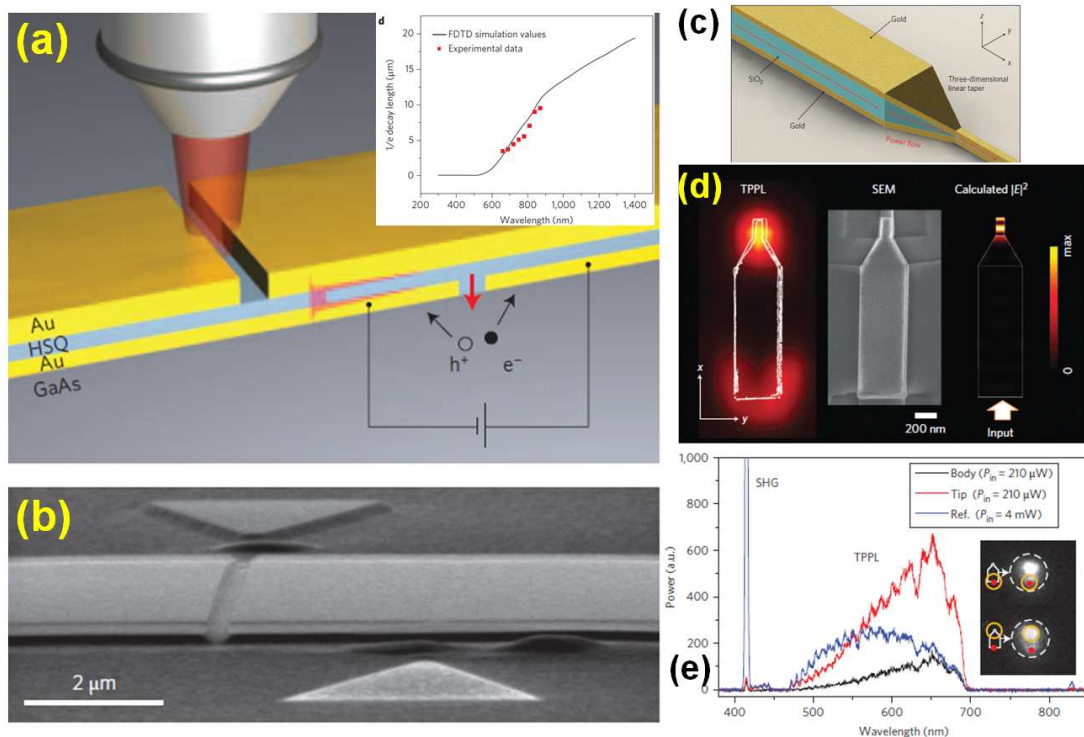 (a)
d
— FDTD simulation values
Experimental data
1/e decay length (μm)
20
15
10
5
0
200 400 600 800 1,000 1,200 1,400
Wavelength (nm)
Au
HSQ
Au
GaAs
h+
e−
(b)
2 μm
(c)
Gold
SiO2
Gold
z
y
x
Three-dimensional
linear taper
Power flow
(d)
TPPL
SEM
Calculated |E|²
max
0
x
y
200 nm
Input
(e)
1,000
800
600
400
200
0
Power (a.u.)
SHG
TPPL
Body (Pin = 210 μW)
Tip (Pin = 210 μW)
Ref. (Pin = 4 mW)
400 500 600 700 800
Wavelength (nm)